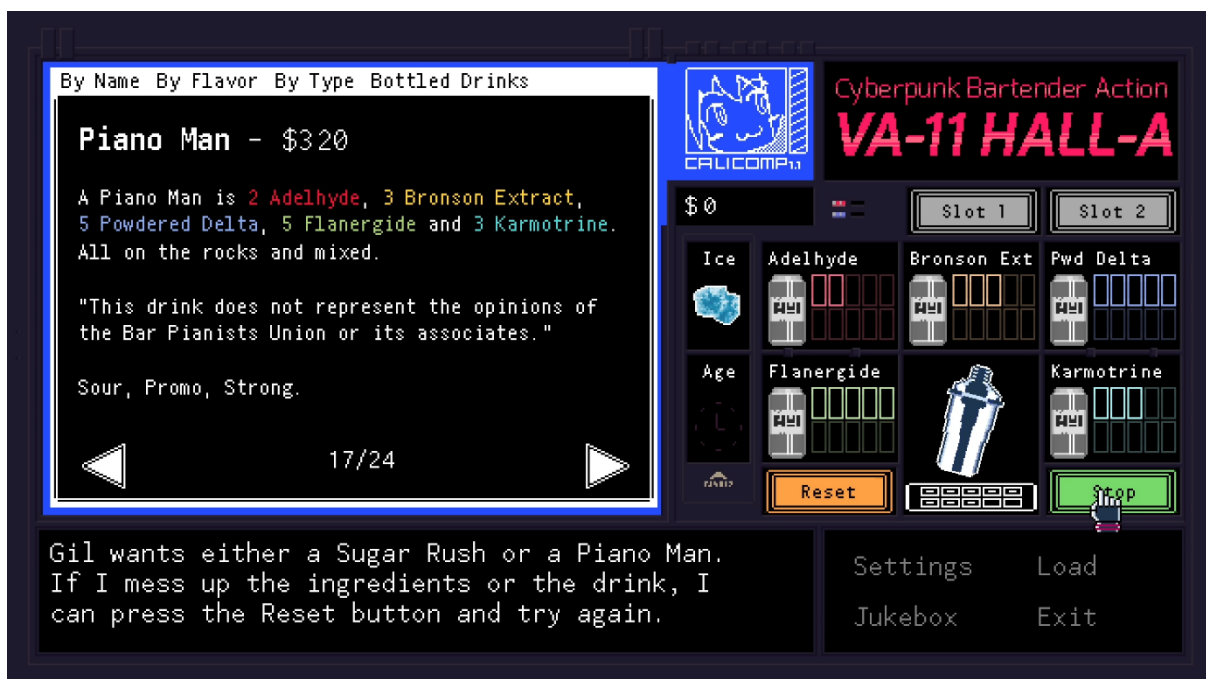 By Name By Flavor By Type Bottled Drinks
Piano Man - $320
A Piano Man is 2 Adelhyde, 3 Bronson Extract,
5 Powdered Delta, 5 Flanergide and 3 Karmotrine.
All on the rocks and mixed.
"This drink does not represent the opinions of
the Bar Pianists Union or its associates."
Sour, Promo, Strong.
17/24
CALICOMP1.1
Cyberpunk Bartender Action
VA-11 HALL-A
$0
Slot 1
Slot 2
Ice
Adelhyde
Bronson Ext
Pwd Delta
Age
Flanergide
Karmotrine
Reset
Stop
Gil wants either a Sugar Rush or a Piano Man.
If I mess up the ingredients or the drink, I
can press the Reset button and try again.
Settings
Load
Jukebox
Exit